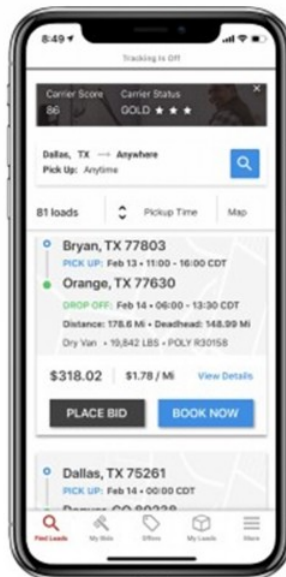 8:49
Tracking Is Off
Carrier Score Carrier Status
86 GOLD ★ ★ ★
Dallas, TX → Anywhere
Pick Up: Anytime
81 loads Pickup Time Map
Bryan, TX 77803
PICK UP: Feb 13 • 11:00 - 16:00 CDT
Orange, TX 77630
DROP OFF: Feb 14 • 06:00 - 13:30 CDT
Distance: 178.6 Mi • Deadhead: 148.99 Mi
Dry Van • 19,842 LBS • POLY R30158
$318.02 $1.78 / Mi View Details
PLACE BID BOOK NOW
Dallas, TX 75261
PICK UP: Feb 14 • 00:00 CDT
Denver, CO 80238
Find Loads My Bids Offers My Loads More